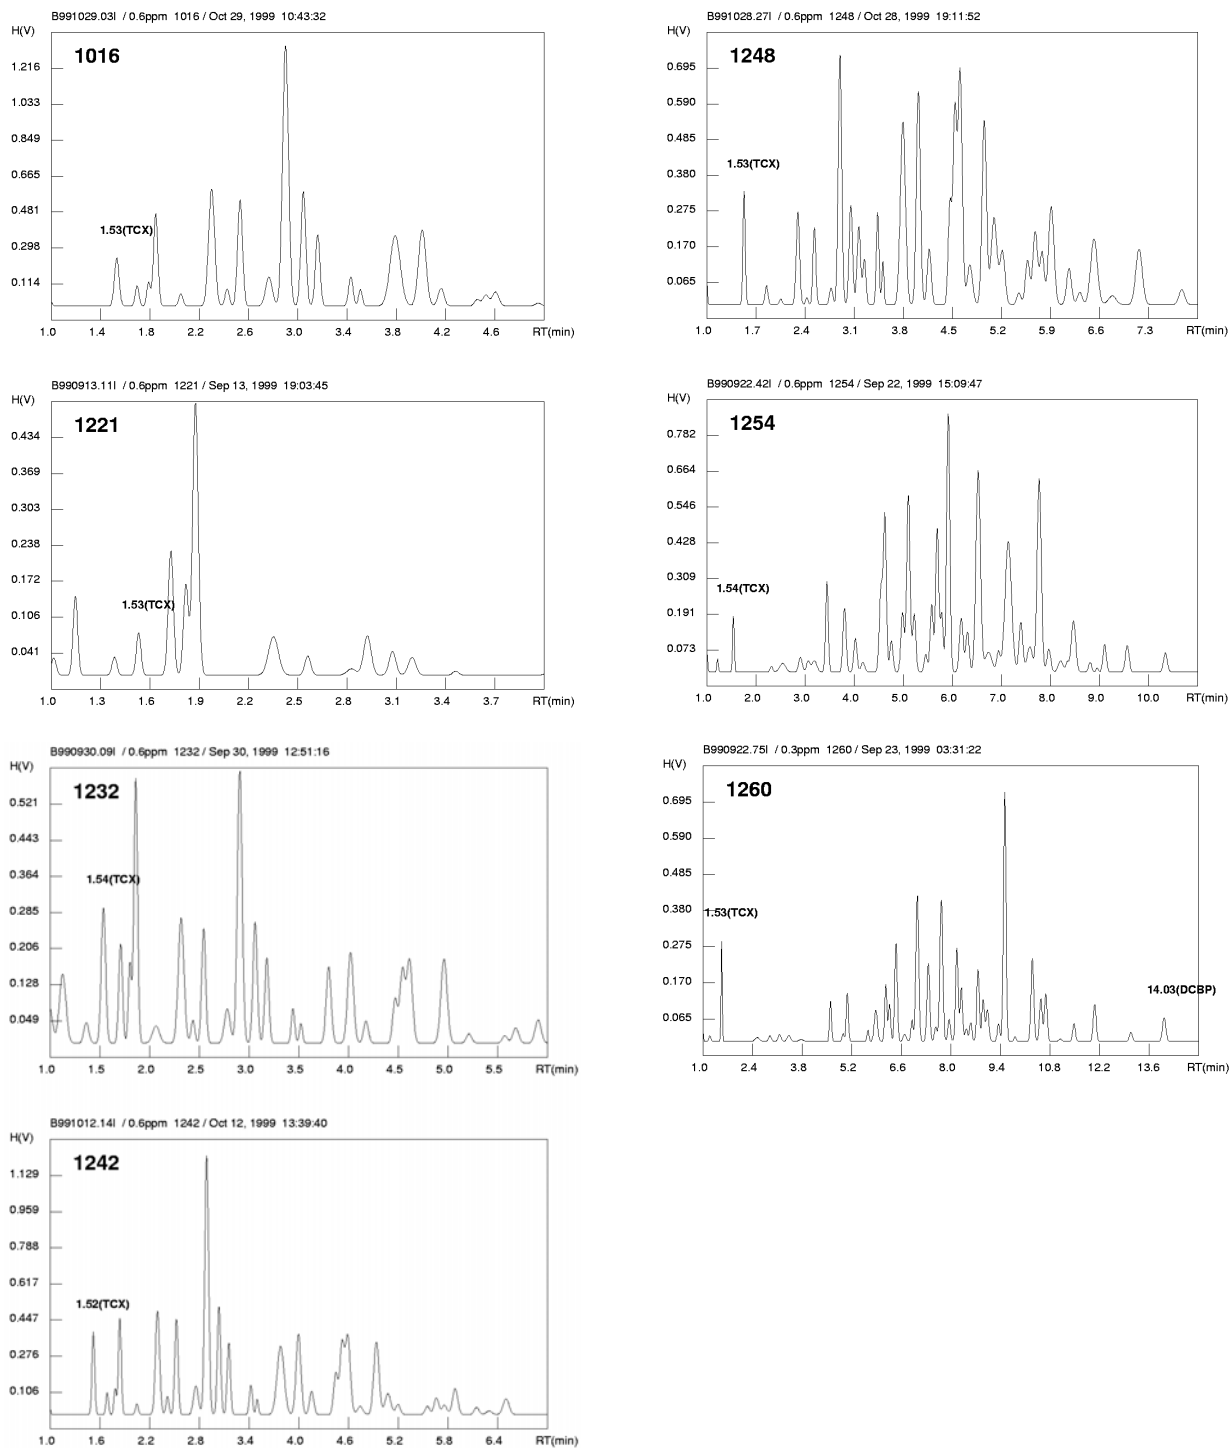 B991029.03I / 0.6ppm 1016 / Oct 29, 1999 10:43:32
H(V)
1016
1.216
1.033
0.849
0.665
0.481
1.53(TCX)
0.298
0.114
1.0 1.4 1.8 2.2 2.6 3.0 3.4 3.8 4.2 4.6 RT(min)
B990913.11I / 0.6ppm 1221 / Sep 13, 1999 19:03:45
H(V)
1221
0.434
0.369
0.303
0.238
0.172
1.53(TCX)
0.106
0.041
1.0 1.3 1.6 1.9 2.2 2.5 2.8 3.1 3.4 3.7 RT(min)
B990930.09I / 0.6ppm 1232 / Sep 30, 1999 12:51:16
H(V)
1232
0.521
0.443
0.364
1.54(TCX)
0.285
0.206
0.128
0.049
1.0 1.5 2.0 2.5 3.0 3.5 4.0 4.5 5.0 5.5 RT(min)
B991012.14I / 0.6ppm 1242 / Oct 12, 1999 13:39:40
H(V)
1242
1.129
0.959
0.788
0.617
0.447
1.52(TCX)
0.276
0.106
1.0 1.6 2.2 2.8 3.4 4.0 4.6 5.2 5.8 6.4 RT(min)
B991028.27I / 0.6ppm 1248 / Oct 28, 1999 19:11:52
H(V)
1248
0.695
0.590
0.485
1.53(TCX)
0.380
0.275
0.170
0.065
1.0 1.7 2.4 3.1 3.8 4.5 5.2 5.9 6.6 7.3 RT(min)
B990922.42I / 0.6ppm 1254 / Sep 22, 1999 15:09:47
H(V)
1254
0.782
0.664
0.546
0.428
0.309
1.54(TCX)
0.191
0.073
1.0 2.0 3.0 4.0 5.0 6.0 7.0 8.0 9.0 10.0 RT(min)
B990922.75I / 0.3ppm 1260 / Sep 23, 1999 03:31:22
H(V)
1260
0.695
0.590
0.485
0.380
1.53(TCX)
0.275
0.170
14.03(DCBP)
0.065
1.0 2.4 3.8 5.2 6.6 8.0 9.4 10.8 12.2 13.6 RT(min)